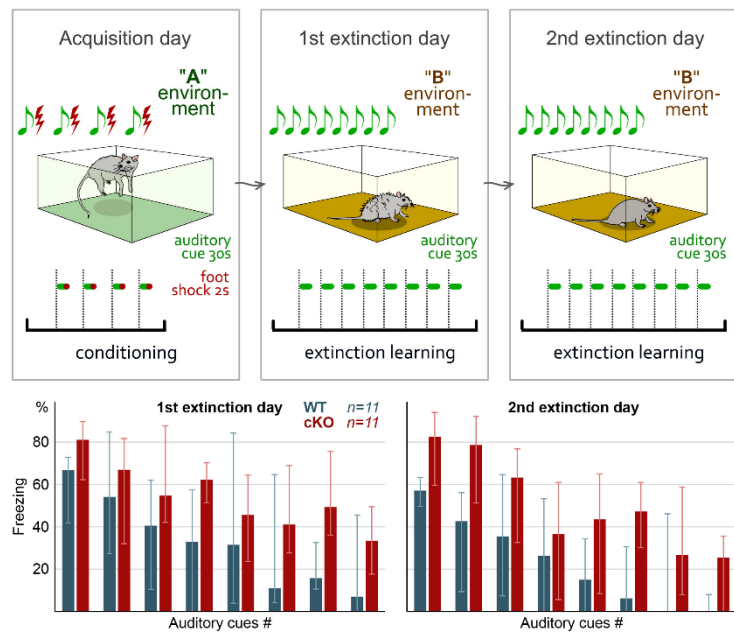 Acquisition day
"A"
environ-
ment
auditory
cue 30s
foot
shock 2s
conditioning
1st extinction day
"B"
environ-
ment
auditory
cue 30s
extinction learning
2nd extinction day
"B"
environ-
ment
auditory
cue 30s
extinction learning
%
80
60
40
20
Freezing
1st extinction day
WT n=11
cKO n=11
Auditory cues #
2nd extinction day
Auditory cues #